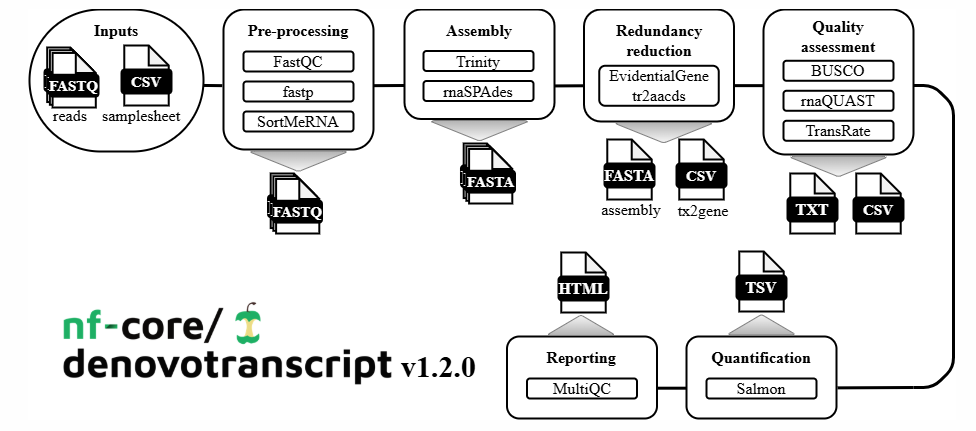 Inputs
FASTQ
CSV
reads
samplesheet
Pre-processing
FastQC
fastp
SortMeRNA
FASTQ
Assembly
Trinity
rnaSPAdes
FASTA
Redundancy
reduction
EvidentialGene
tr2aacds
FASTA
CSV
assembly
tx2gene
Quality
assessment
BUSCO
rnaQUAST
TransRate
TXT
CSV
HTML
Reporting
MultiQC
TSV
Quantification
Salmon
nf-core/
denovotranscript v1.2.0